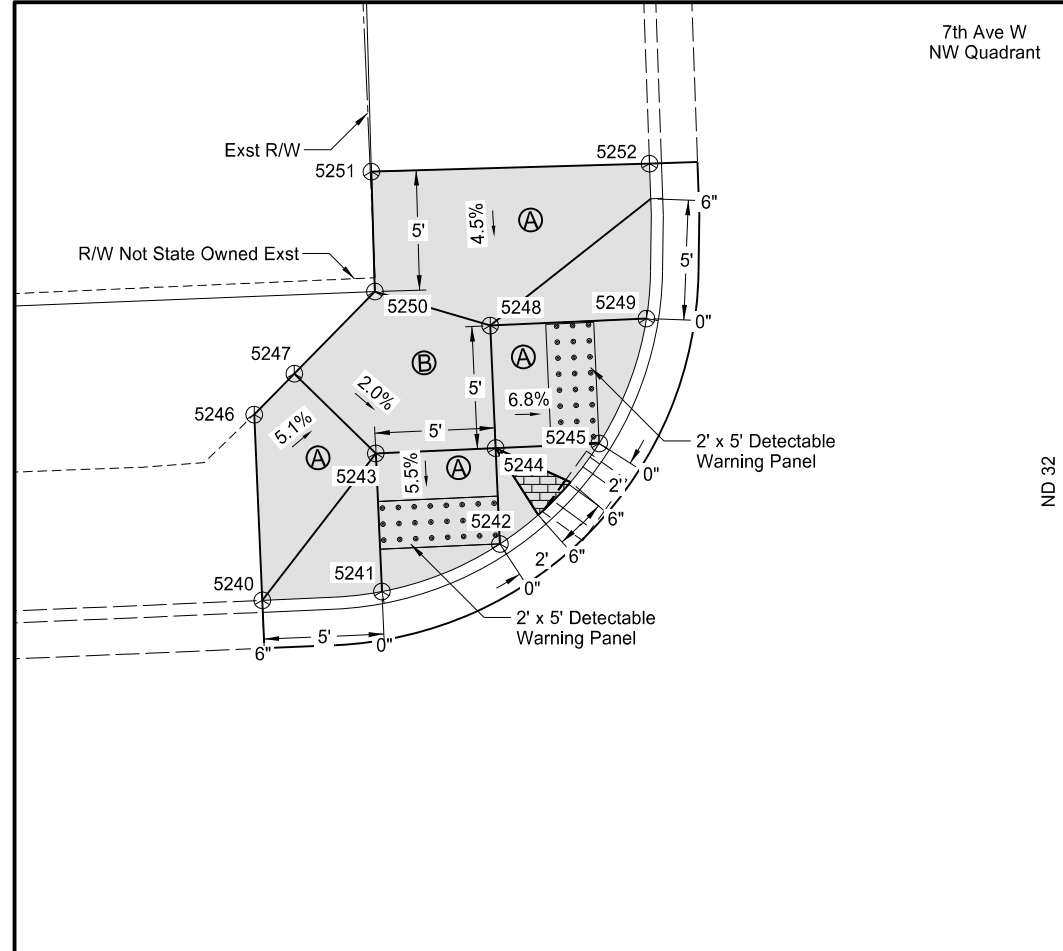 7th Ave W
NW Quadrant
Exst R/W
5251
5252
6"
4.5%
A
5'
5'
R/W Not State Owned Exst
5250
5248
5249
0"
5247
B
A
5'
2.0%
6.8%
5246
5.1%
A
5'
5245
2' x 5' Detectable
Warning Panel
5243
5.5%
A
5244
0"
2'
ND 32
5242
6"
6"
2'
5241
0"
5240
2' x 5' Detectable
Warning Panel
5'
0"
6"